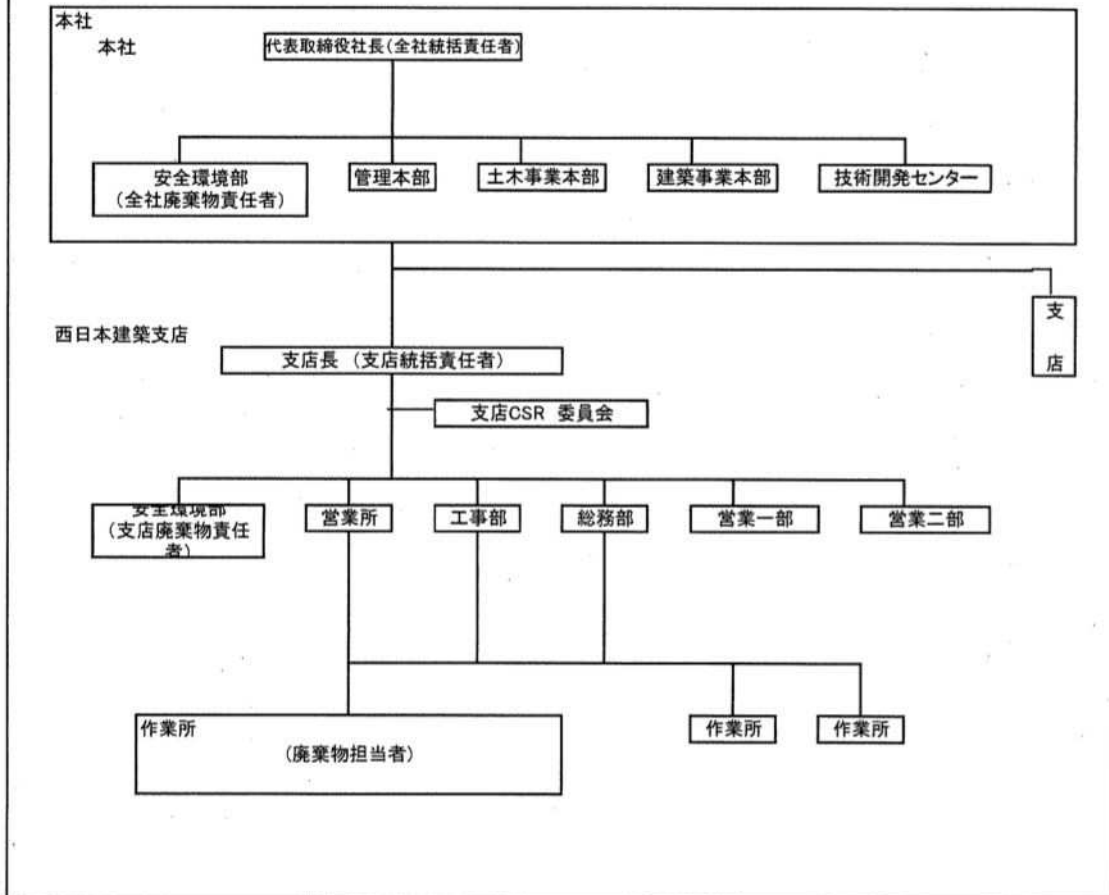 本社
本社
代表取締役社長(全社統括責任者)
安全環境部
(全社廃棄物責任者)
管理本部
土木事業本部
建築事業本部
技術開発センター
支
店
西日本建築支店
支店長 (支店統括責任者)
支店CSR 委員会
安全環境部
(支店廃棄物責任
者)
営業所
工事部
総務部
営業一部
営業二部
作業所
(廃棄物担当者)
作業所
作業所